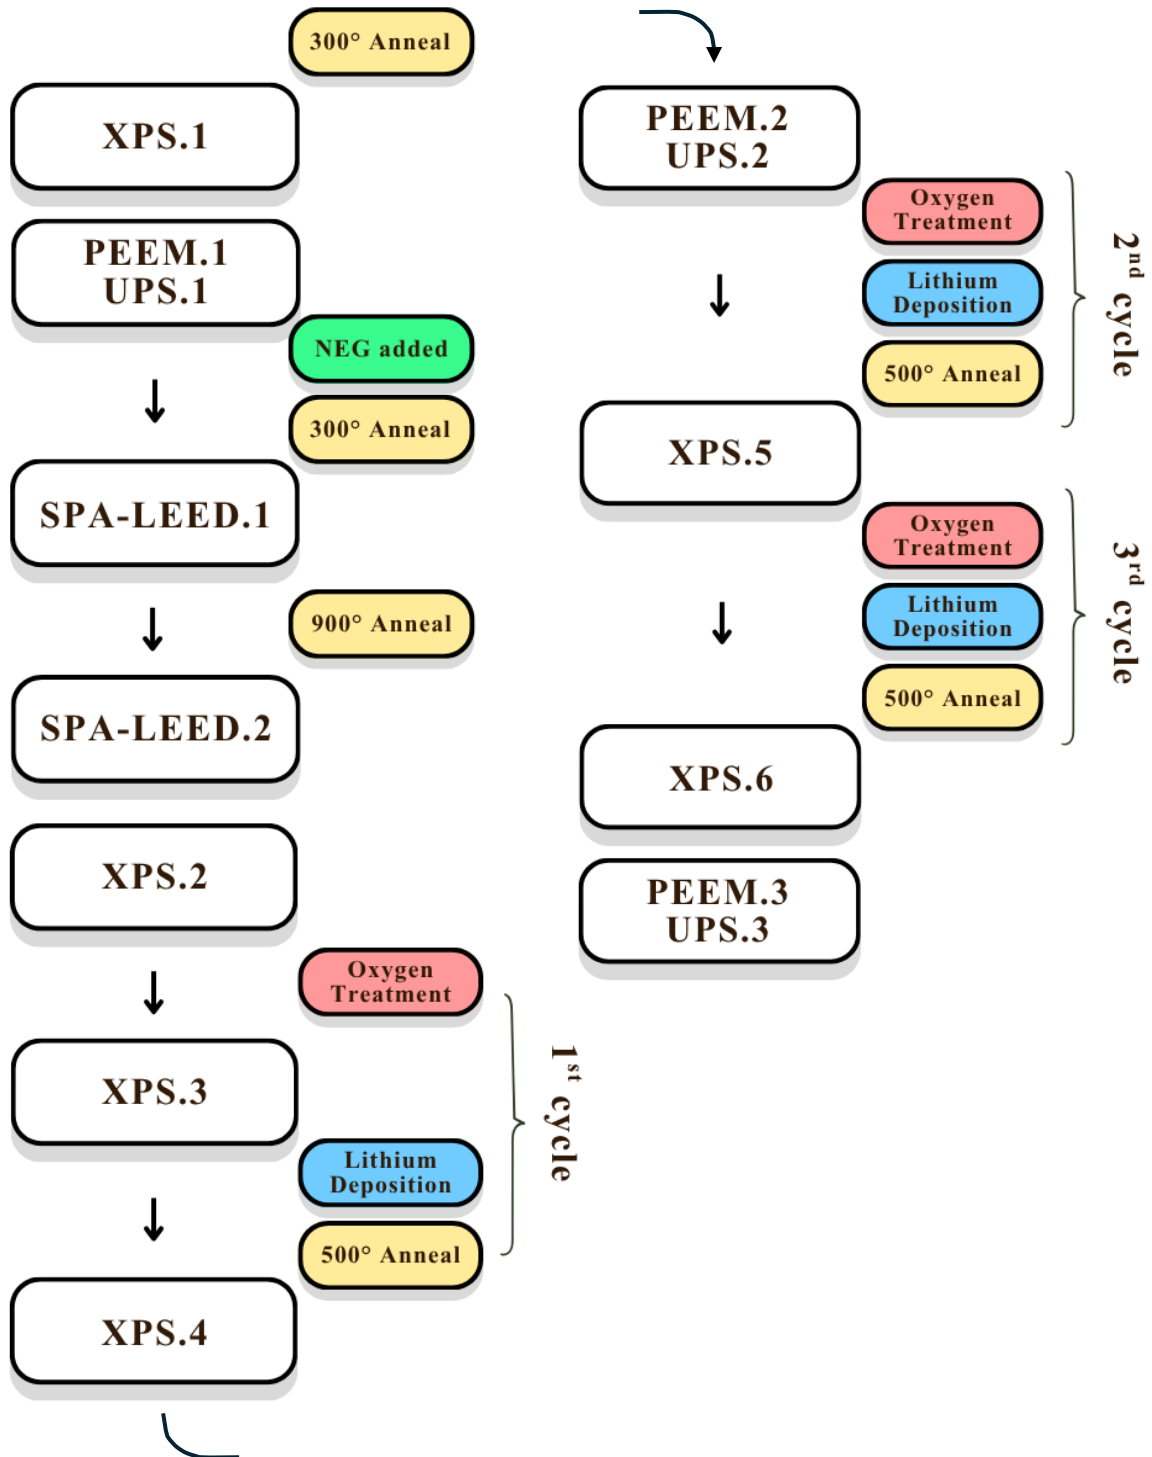 300° Anneal
XPS.1
PEEM.1
UPS.1
NEG added
300° Anneal
SPA-LEED.1
900° Anneal
SPA-LEED.2
XPS.2
Oxygen
Treatment
XPS.3
1st cycle
Lithium
Deposition
500° Anneal
XPS.4
PEEM.2
UPS.2
Oxygen
Treatment
Lithium
Deposition
500° Anneal
2nd cycle
XPS.5
Oxygen
Treatment
Lithium
Deposition
500° Anneal
3rd cycle
XPS.6
PEEM.3
UPS.3